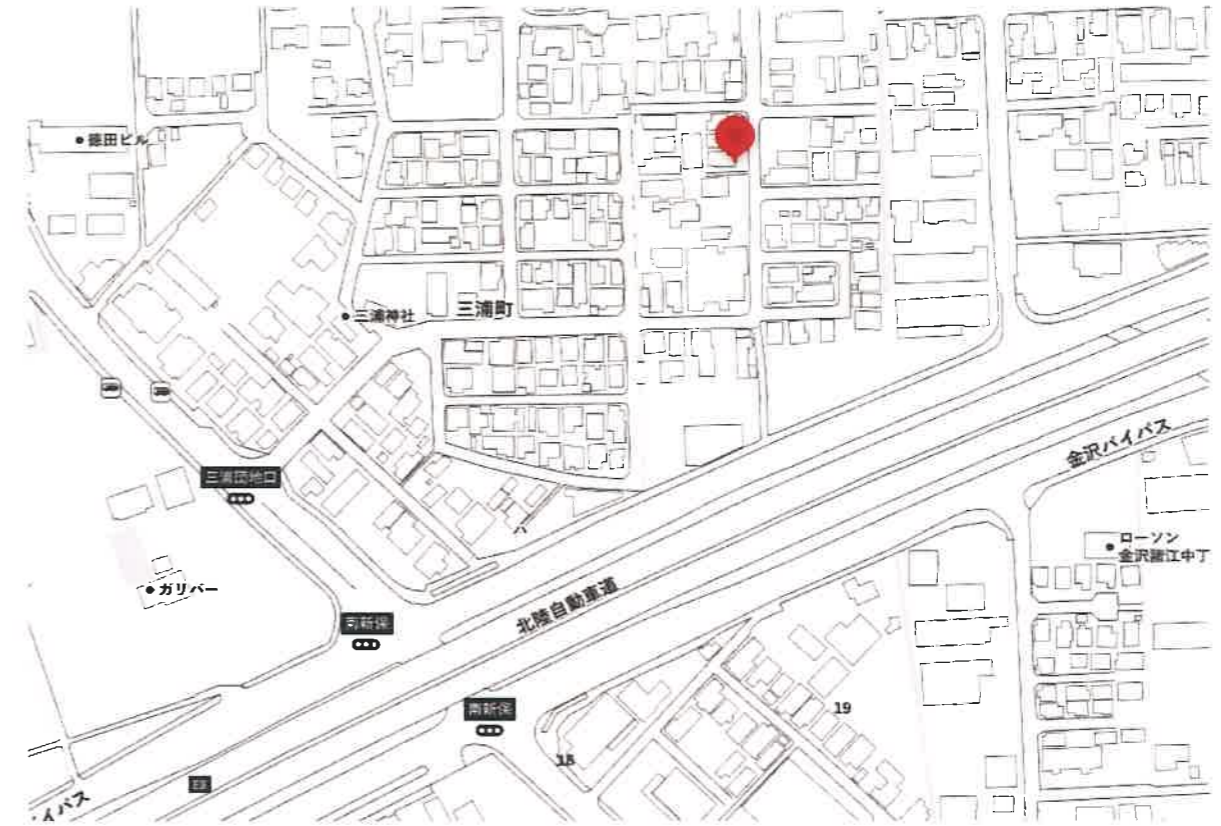 徳田ビル
三浦神社
三浦町
三浦団地口
金沢バイパス
ローソン
金沢諸江中丁
ガリバー
北陸自動車道
南新保
南新保
19
18
イパス